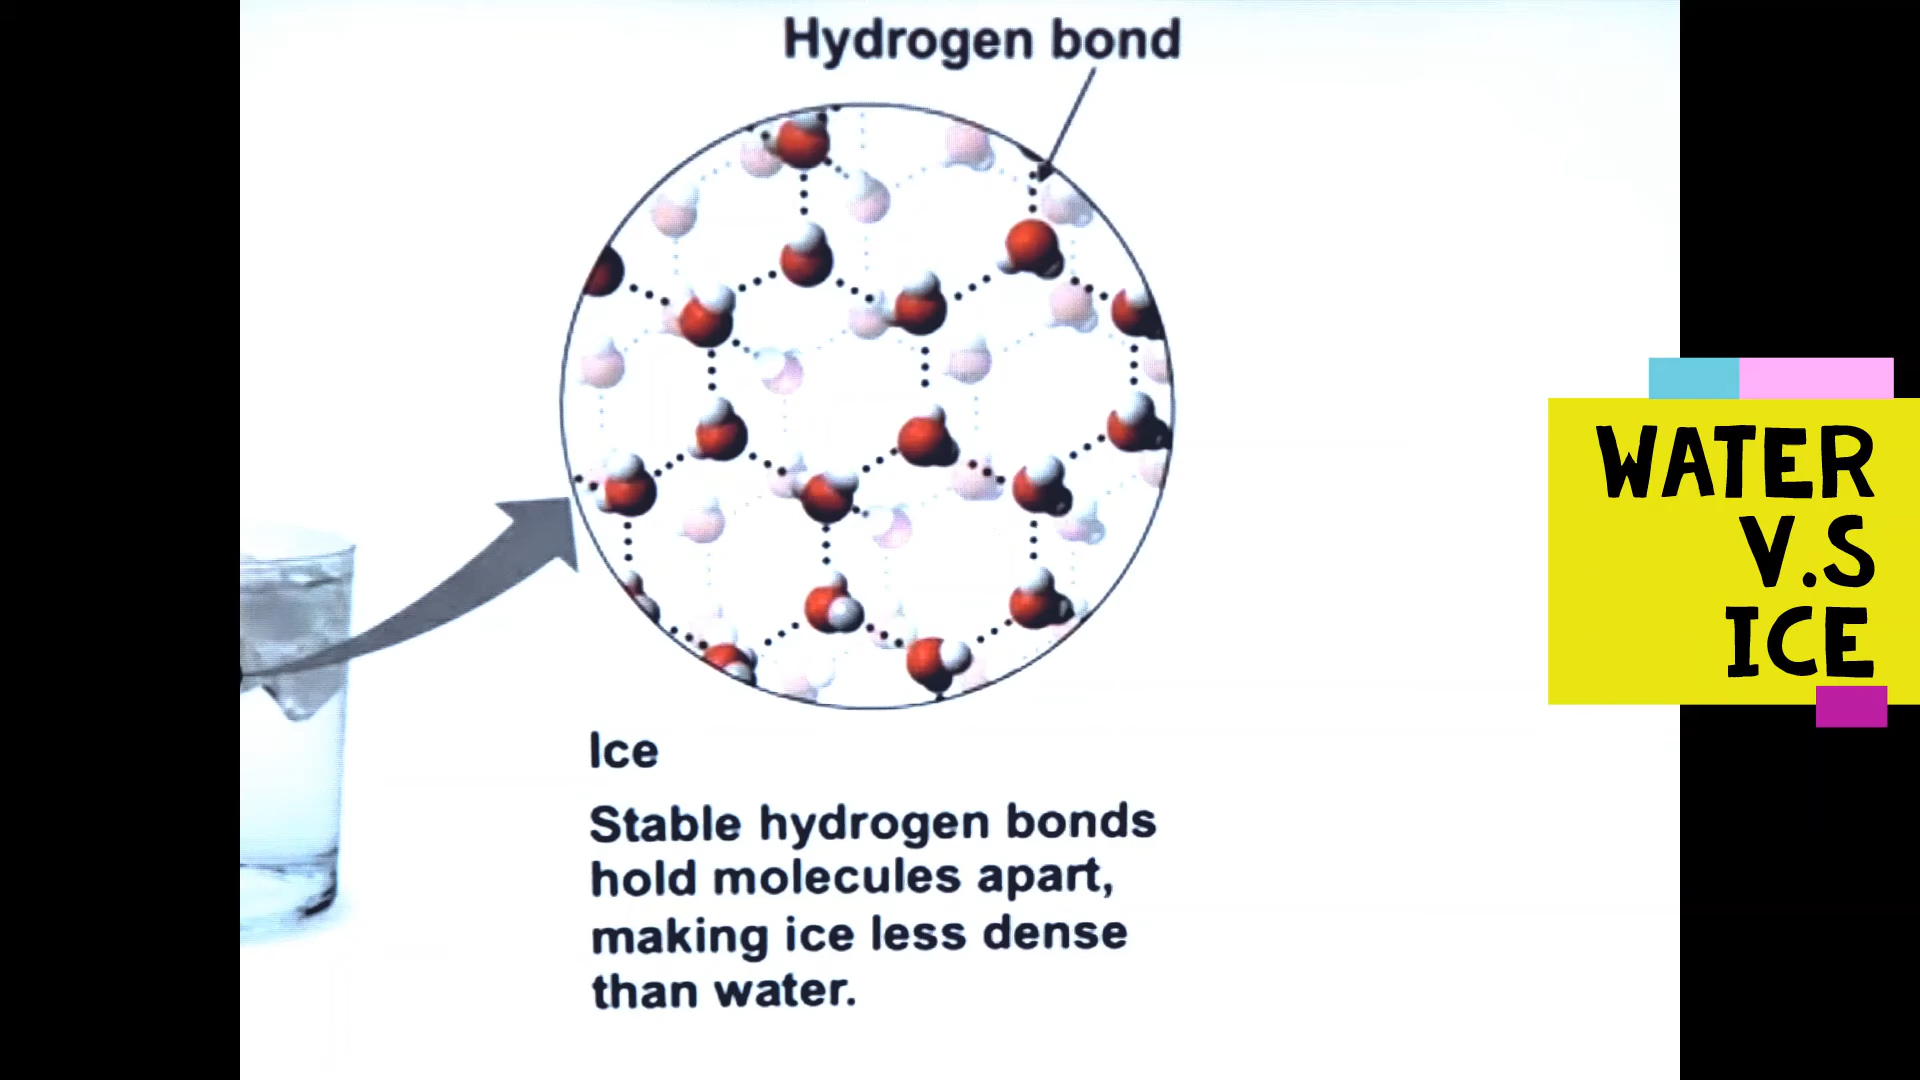 Hydrogen bond
WATER
V.S
ICE
Ice
Stable hydrogen bonds
hold molecules apart,
making ice less dense
than water.